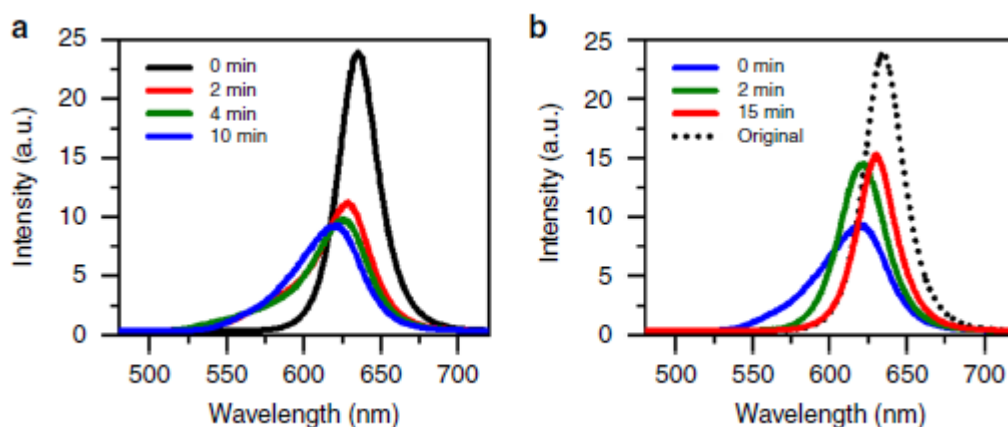 a
25
20
15
10
5
0
Intensity (a.u.)
0 min
2 min
4 min
10 min
500 550 600 650 700
Wavelength (nm)
b
25
20
15
10
5
0
Intensity (a.u.)
0 min
2 min
15 min
Original
500 550 600 650 700
Wavelength (nm)